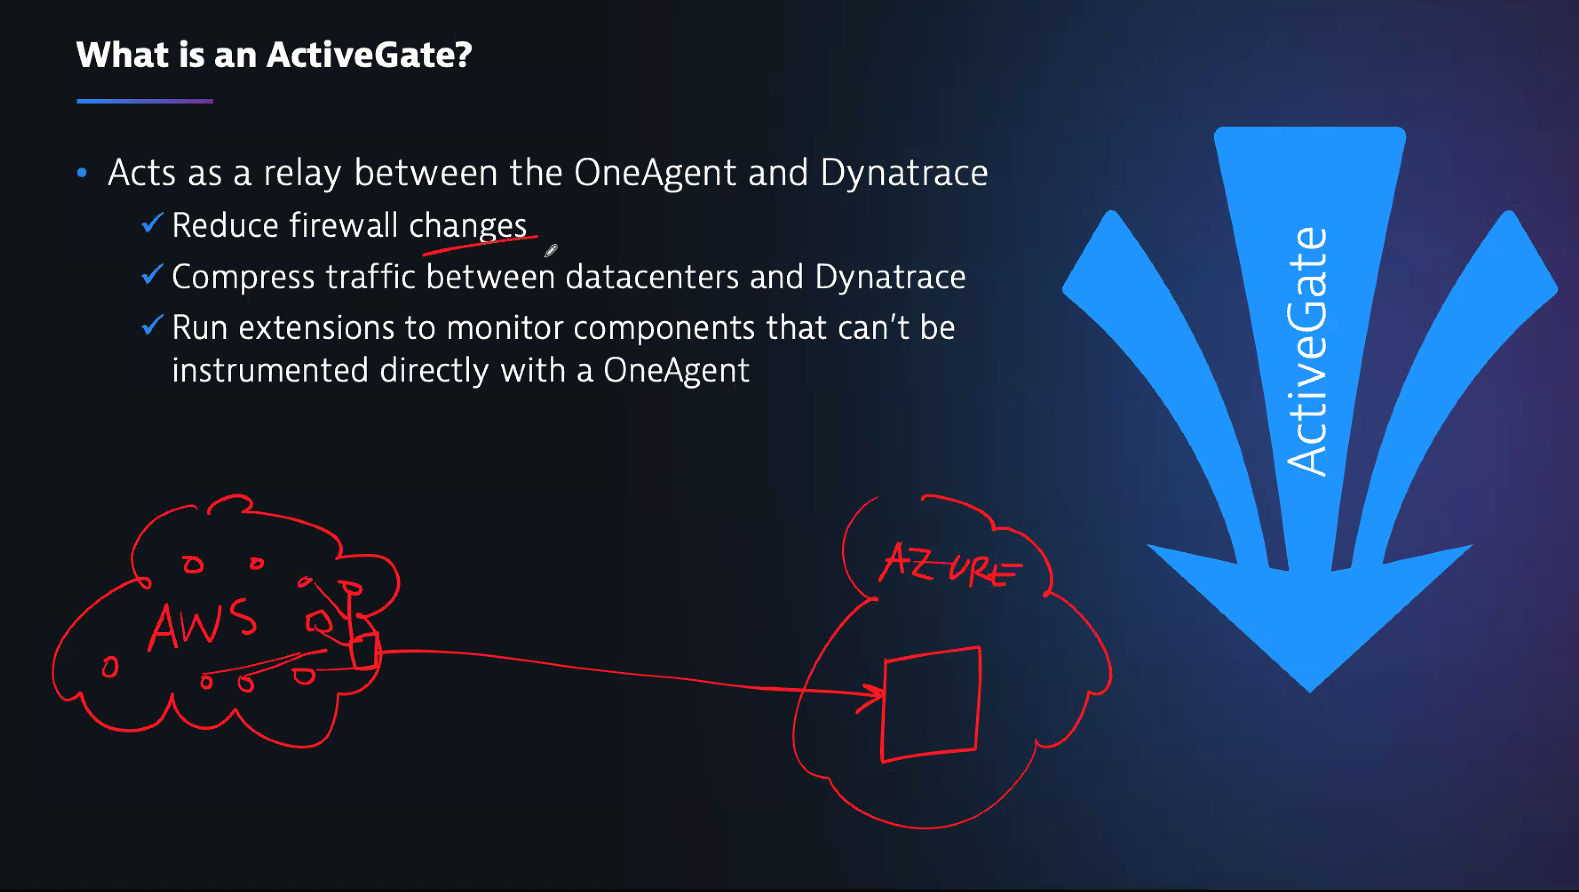 What is an ActiveGate?
• Acts as a relay between the OneAgent and Dynatrace
✓ Reduce firewall changes
✓ Compress traffic between datacenters and Dynatrace
✓ Run extensions to monitor components that can't be
instrumented directly with a OneAgent
ActiveGate
AWS
AZURE